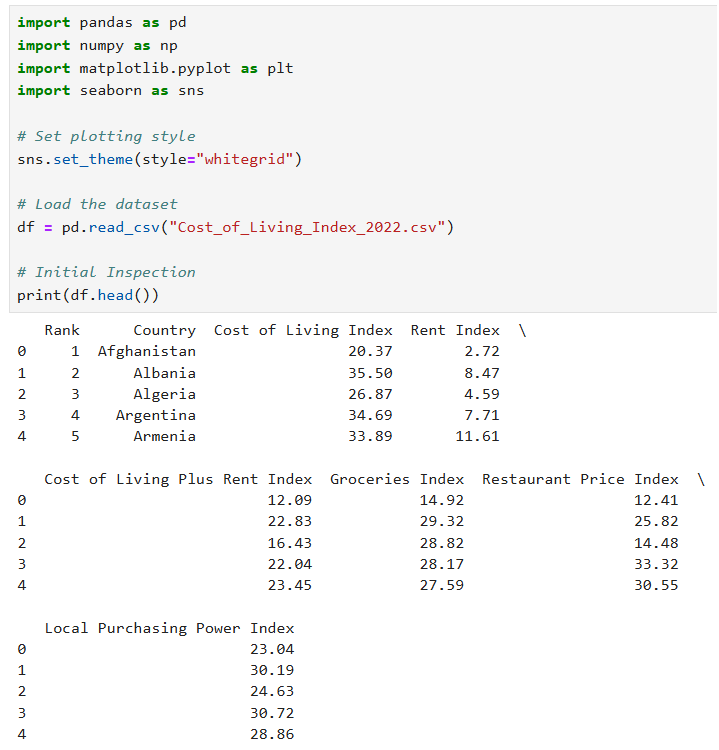 import pandas as pd
import numpy as np
import matplotlib.pyplot as plt
import seaborn as sns
# Set plotting style
sns.set_theme(style="whitegrid")
# Load the dataset
df = pd.read_csv("Cost_of_Living_Index_2022.csv")
# Initial Inspection
print(df.head())
   Rank      Country  Cost of Living Index  Rent Index  \
0     1  Afghanistan                 20.37        2.72
1     2      Albania                 35.50        8.47
2     3      Algeria                 26.87        4.59
3     4    Argentina                 34.69        7.71
4     5      Armenia                 33.89       11.61
   Cost of Living Plus Rent Index  Groceries Index  Restaurant Price Index  \
0                           12.09            14.92                   12.41
1                           22.83            29.32                   25.82
2                           16.43            28.82                   14.48
3                           22.04            28.17                   33.32
4                           23.45            27.59                   30.55
   Local Purchasing Power Index
0                         23.04
1                         30.19
2                         24.63
3                         30.72
4                         28.86